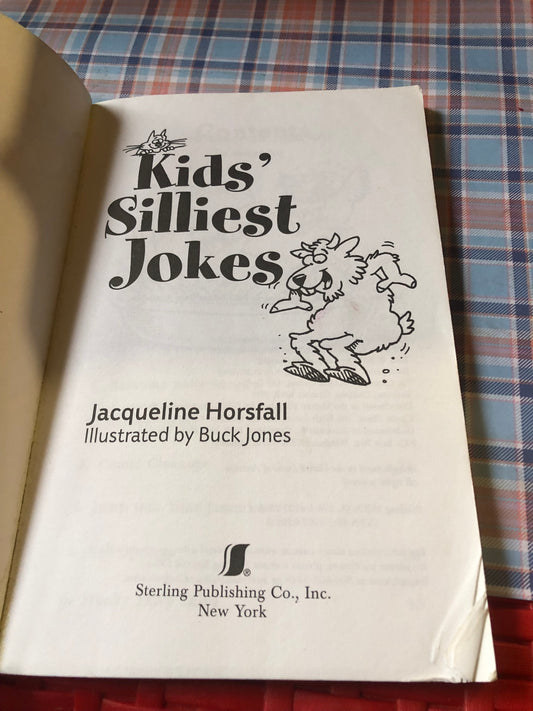 Kids'
Silliest
Jokes
Jacqueline Horsfall
Illustrated by Buck Jones
®
Sterling Publishing Co., Inc.
New York